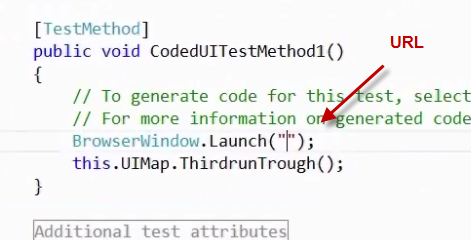 [TestMethod]
URL
public void CodedUITestMethod1()
{
// To generate code for this test, select
// For more information on generated code
BrowserWindow.Launch("");
this.UIMap.ThirdrunTrough();
}
Additional test attributes